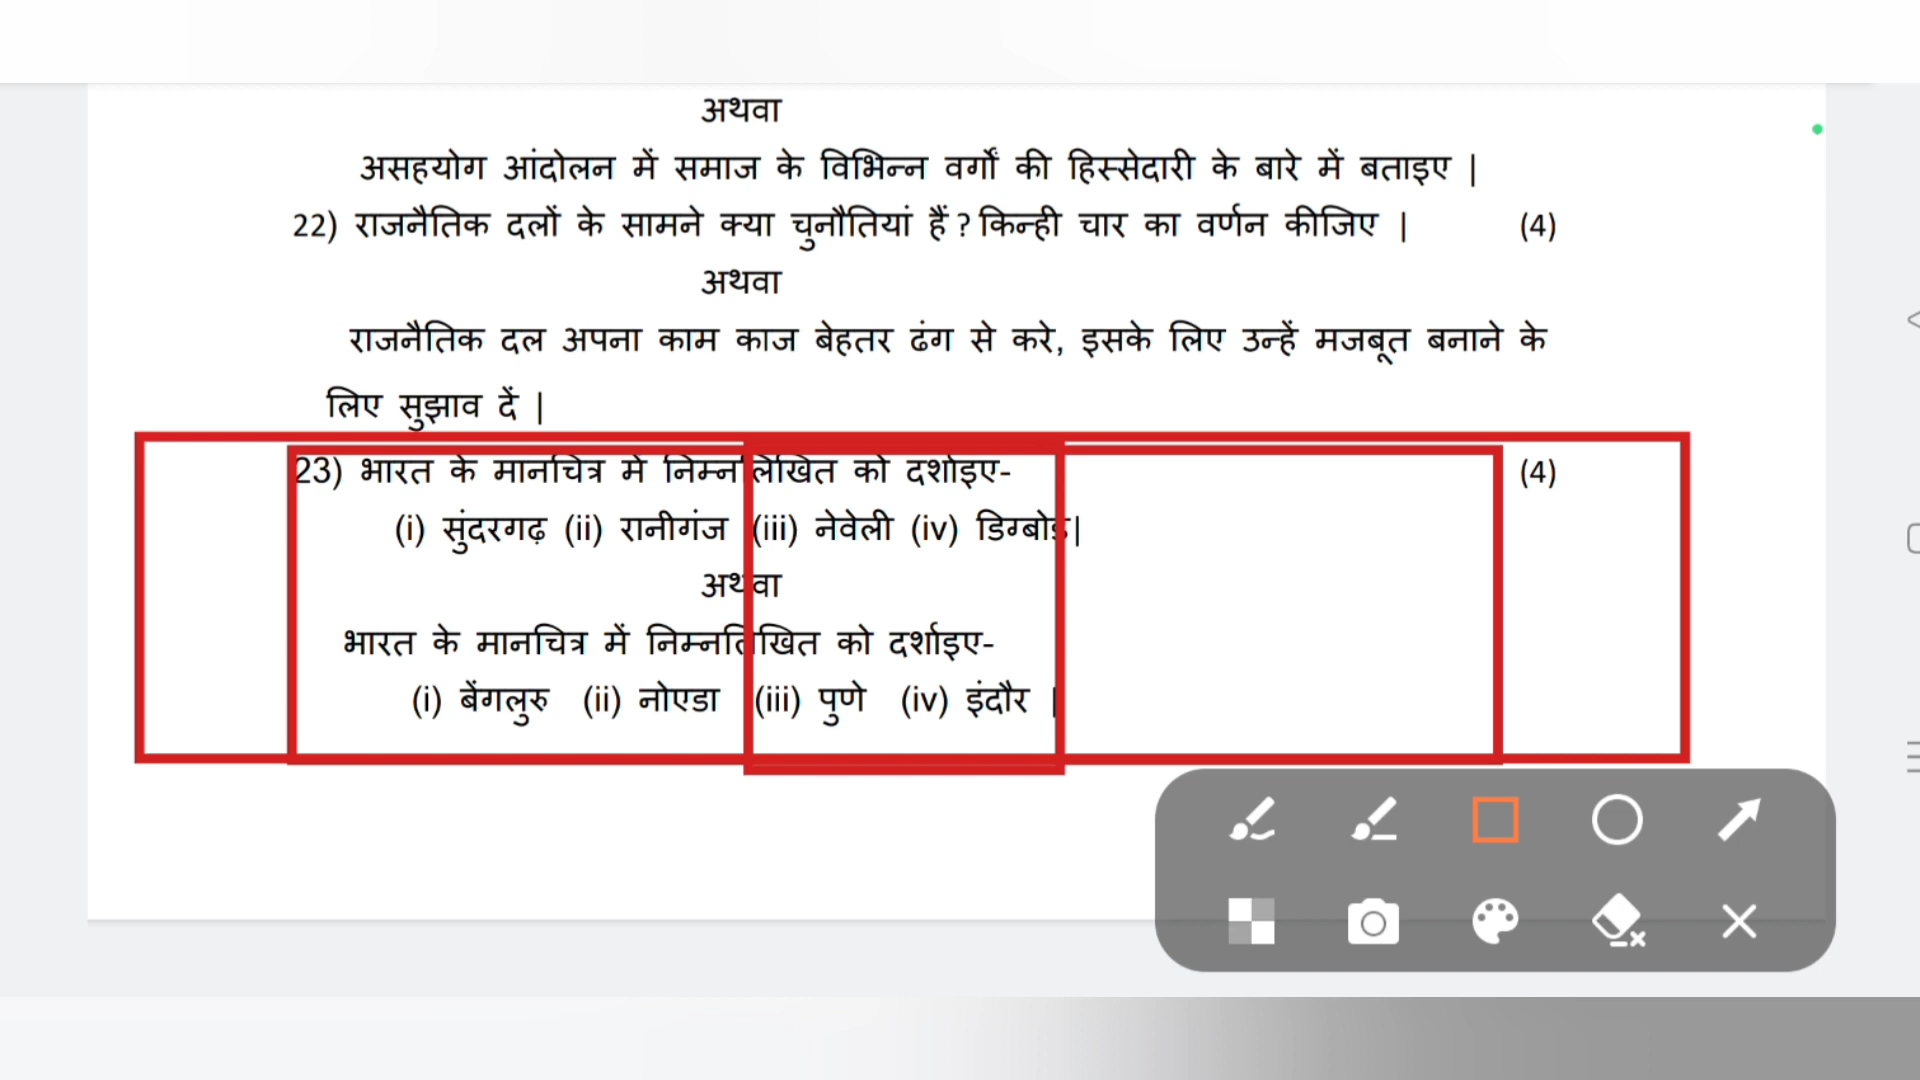 अथवा
असहयोग आंदोलन में समाज के विभिन्न वर्गों की हिस्सेदारी के बारे में बताइए |
22) राजनैतिक दलों के सामने क्या चुनौतियां हैं ? किन्ही चार का वर्णन कीजिए | (4)
अथवा
राजनैतिक दल अपना काम काज बेहतर ढंग से करे, इसके लिए उन्हें मजबूत बनाने के
लिए सुझाव दें |
23) भारत के मानचित्र में निम्नलिखित को दर्शाइए- (4)
(i) सुंदरगढ़ (ii) रानीगंज (iii) नेवेली (iv) डिग्बोई|
अथवा
भारत के मानचित्र में निम्नलिखित को दर्शाइए-
(i) बेंगलुरु (ii) नोएडा (iii) पुणे (iv) इंदौर |